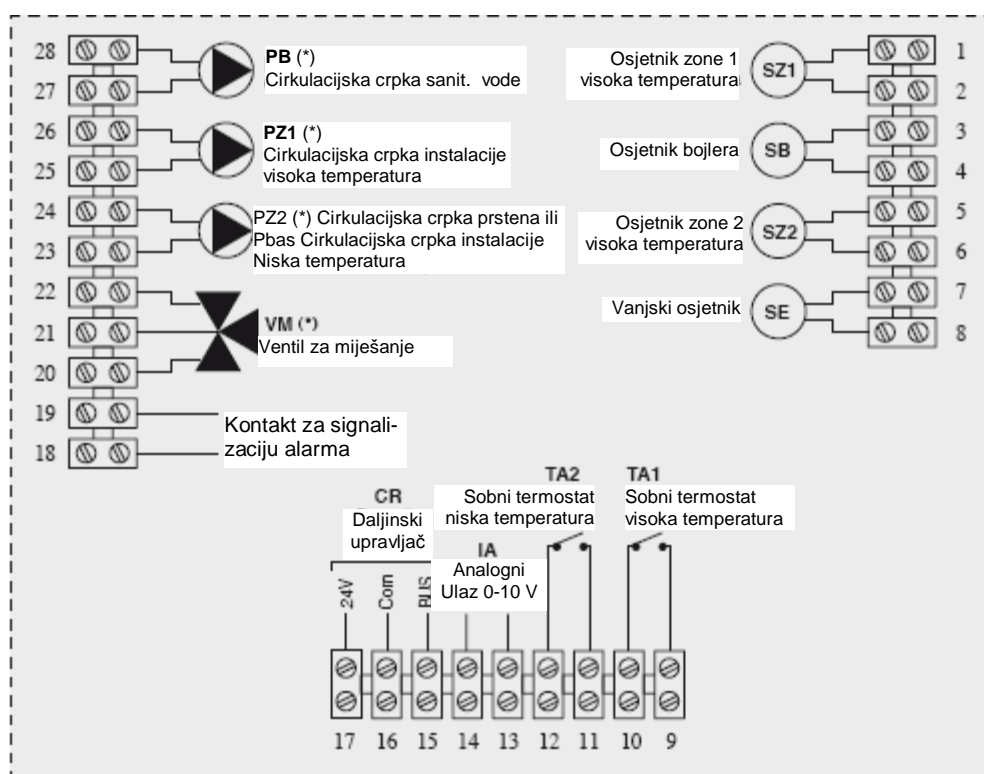 28
27
26
25
24
23
22
21
20
19
18
PB (*)
Cirkulacijska crpka sanit. vode
PZ1 (*)
Cirkulacijska crpka instalacije
visoka temperatura
PZ2 (*) Cirkulacijska crpka prstena ili
Pbas Cirkulacijska crpka instalacije
Niska temperatura
VM (*)
Ventil za miješanje
Kontakt za signali-
zaciju alarma
Osjetnik zone 1
visoka temperatura
SZ1
Osjetnik bojlera
SB
Osjetnik zone 2
visoka temperatura
SZ2
Vanjski osjetnik
SE
1
2
3
4
5
6
7
8
CR
Daljinski
upravljač
24V
Com
BUS
IA
Analogni
Ulaz 0-10 V
TA2
Sobni termostat
niska temperatura
TA1
Sobni termostat
visoka temperatura
17 16 15 14 13 12 11 10 9